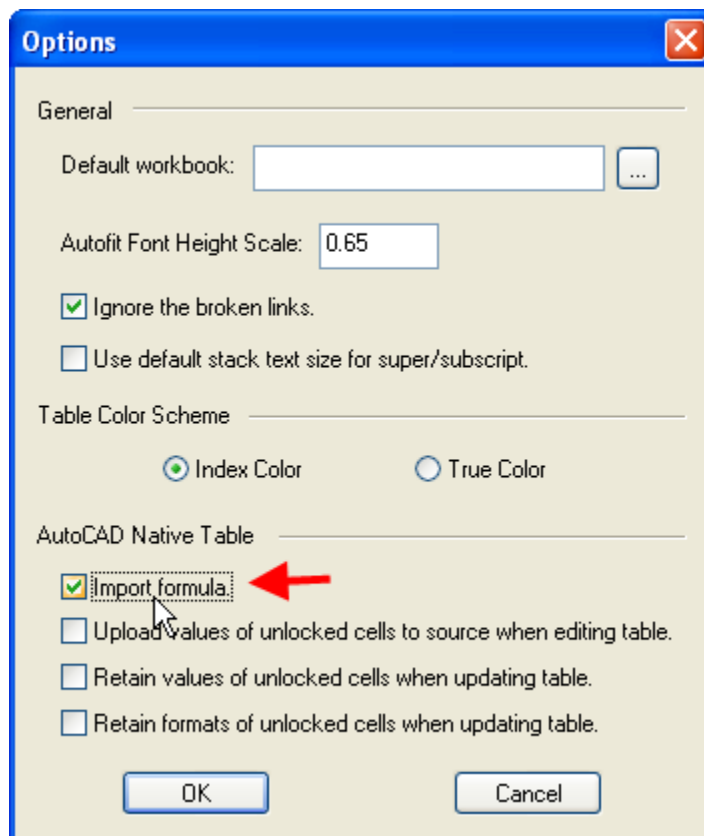 Options
General
Default workbook:
...
Autofit Font Height Scale: 0.65
Ignore the broken links.
Use default stack text size for super/subscript.
Table Color Scheme
Index Color True Color
AutoCAD Native Table
Import formula.
Upload values of unlocked cells to source when editing table.
Retain values of unlocked cells when updating table.
Retain formats of unlocked cells when updating table.
OK Cancel